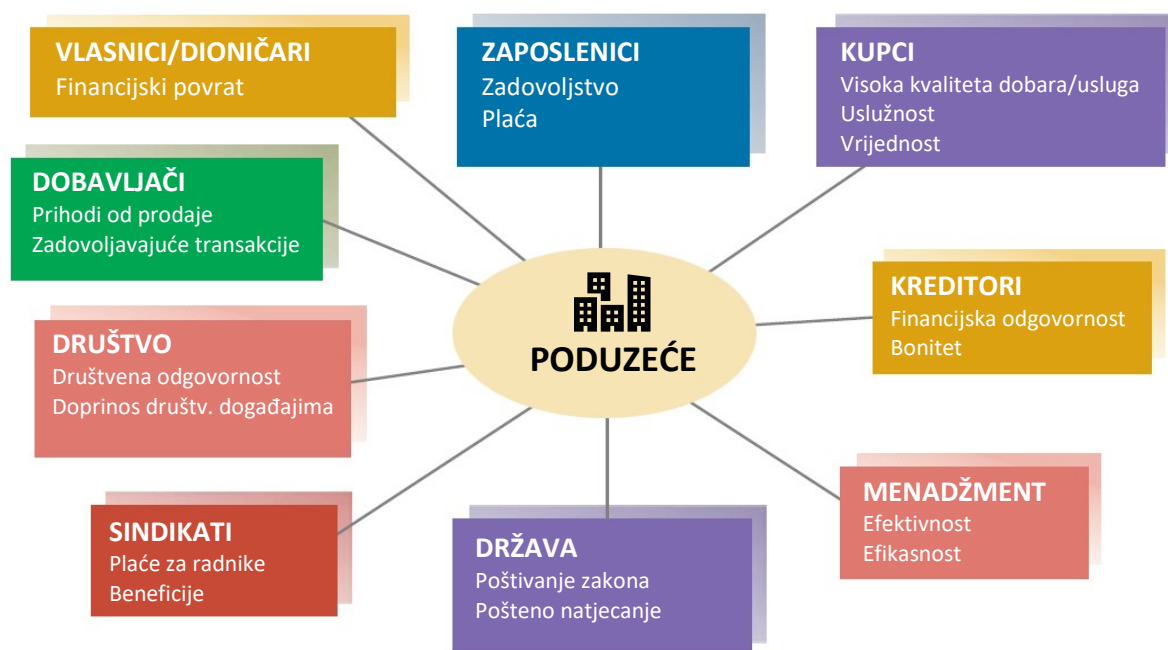 VLASNICI/DIONIČARI
Financijski povrat
ZAPOSLENICI
Zadovoljstvo
Plaća
KUPCI
Visoka kvaliteta dobara/usluga
Uslužnost
Vrijednost
DOBAVLJAČI
Prihodi od prodaje
Zadovoljavajuće transakcije
KREDITORI
Financijska odgovornost
Bonitet
PODUZEĆE
DRUŠTVO
Društvena odgovornost
Doprinos društv. događajima
MENADŽMENT
Efektivnost
Efikasnost
SINDIKATI
Plaće za radnike
Beneficije
DRŽAVA
Poštivanje zakona
Pošteno natjecanje